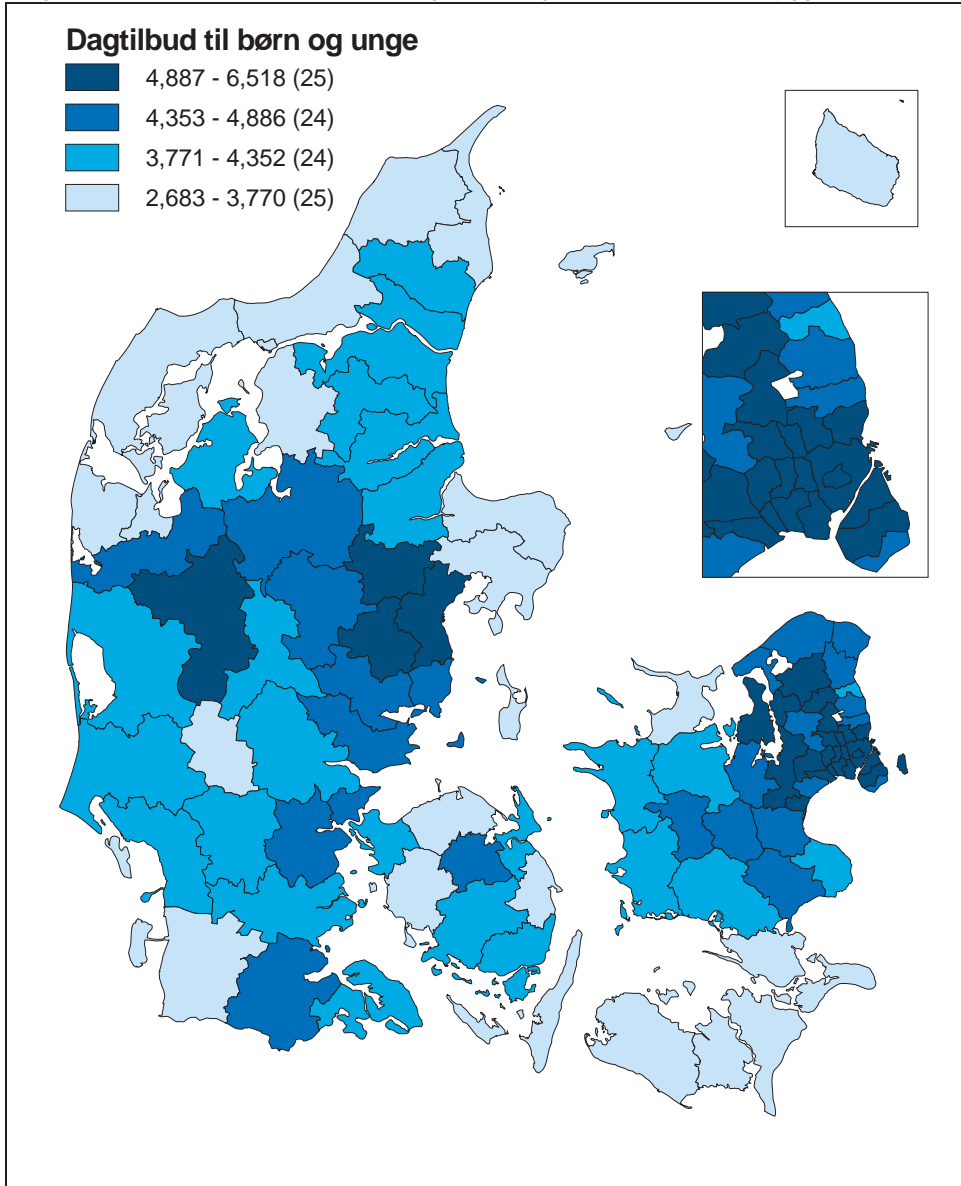 Dagtilbud til børn og unge
4,887 - 6,518 (25)
4,353 - 4,886 (24)
3,771 - 4,352 (24)
2,683 - 3,770 (25)